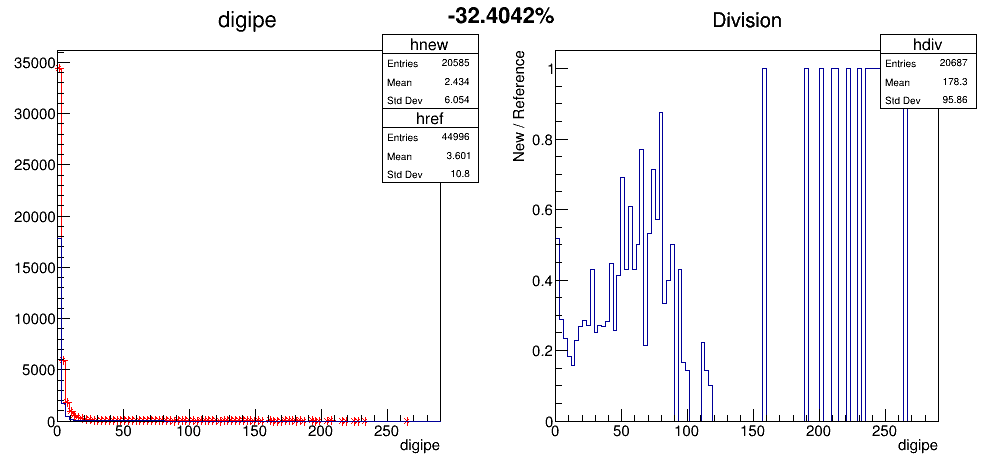 -32.4042%
digipe
hnew
Entries 20585
Mean 2.434
Std Dev 6.054
href
Entries 44996
Mean 3.601
Std Dev 10.8
35000
30000
25000
20000
15000
10000
5000
0
0 50 100 150 200 250
digipe
Division
hdiv
Entries 20687
Mean 178.3
Std Dev 95.86
New / Reference
1
0.8
0.6
0.4
0.2
0
0 50 100 150 200 250
digipe